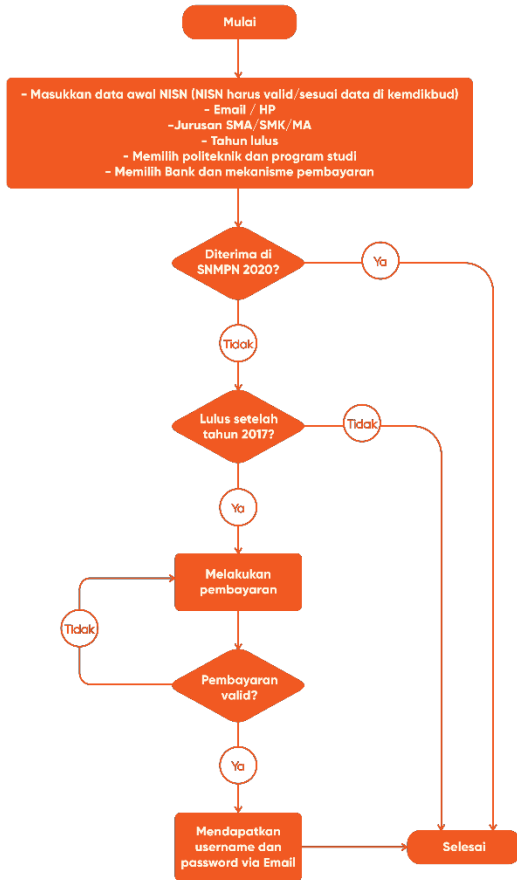 Mulai
- Masukkan data awal NISN (NISN harus valid/sesuai data di kemdikbud)
- Email / HP
-Jurusan SMA/SMK/MA
- Tahun lulus
- Memilih politeknik dan program studi
- Memilih Bank dan mekanisme pembayaran
Diterima di
SNMPN 2020?
Ya
Tidak
Lulus setelah
tahun 2017?
Tidak
Ya
Melakukan
pembayaran
Tidak
Pembayaran
valid?
Ya
Mendapatkan
username dan
password via Email
Selesai